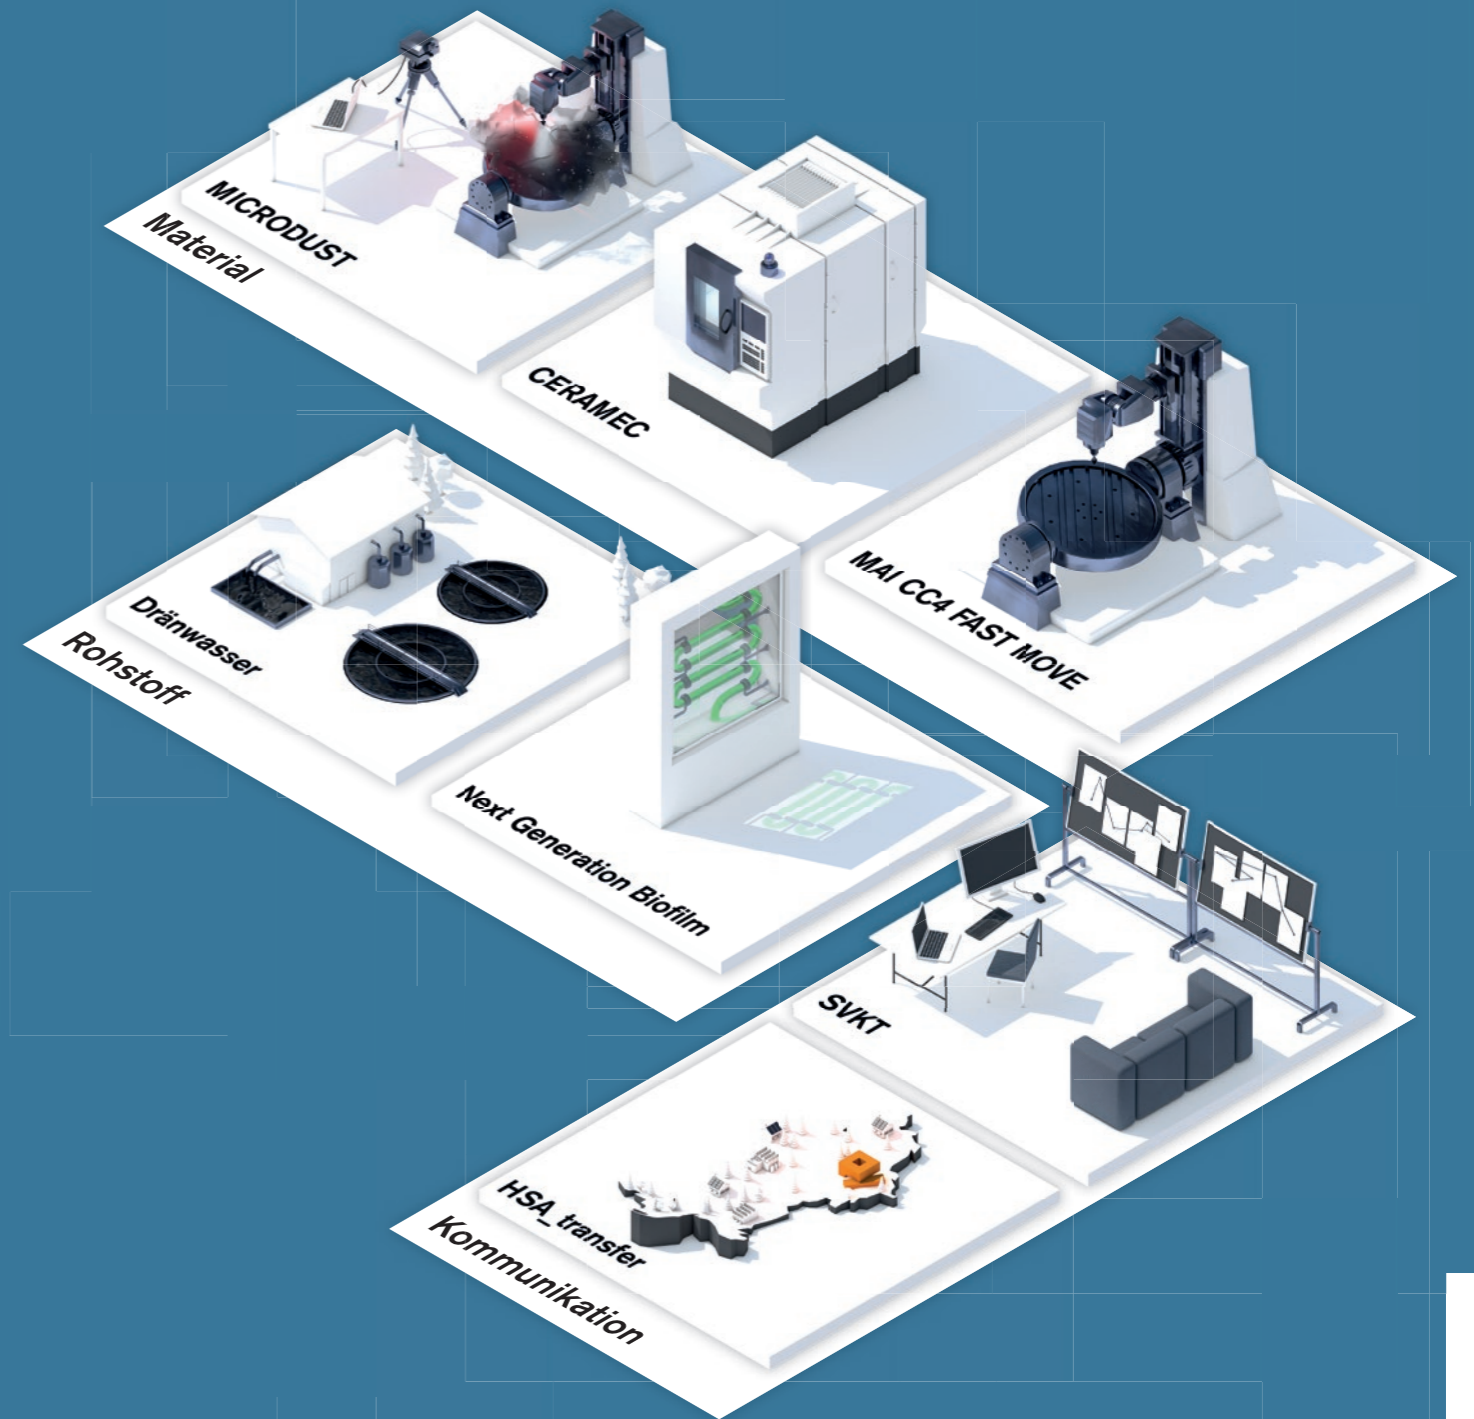 MICRODUST
Material
CERAMEC
MAI CC4 FAST MOVE
Dränwasser
Rohstoff
Next Generation Biofilm
SVKT
HSA_transfer
Kommunikation